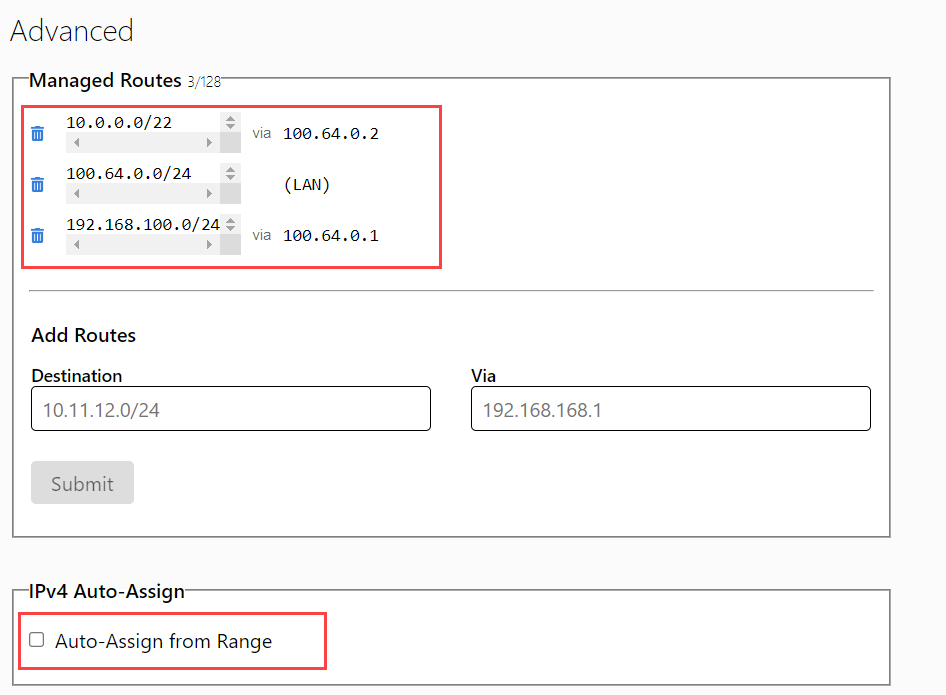 Advanced
Managed Routes 3/128
10.0.0.0/22 via 100.64.0.2
100.64.0.0/24 (LAN)
192.168.100.0/24 via 100.64.0.1
Add Routes
Destination Via
10.11.12.0/24 192.168.168.1
Submit
IPv4 Auto-Assign
Auto-Assign from Range